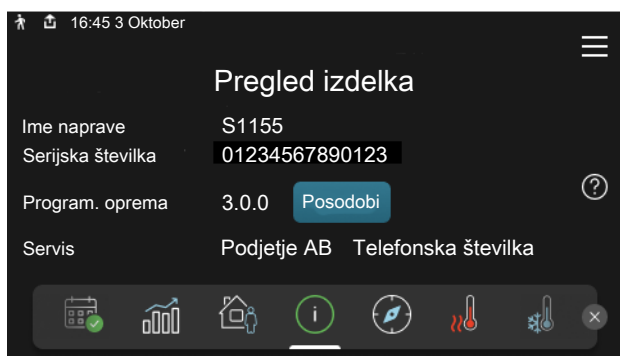 16:45 3 Oktober
Pregled izdelka
Ime naprave S1155
Serijska številka 01234567890123
Program. oprema 3.0.0 Posodobi
Servis Podjetje AB Telefonska številka